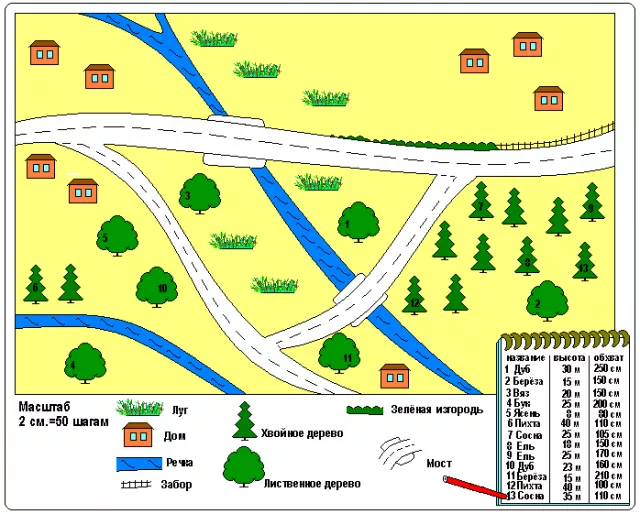 3
7
9
1
5
8
13
6
10
12
2
11
4
Масштаб
2 см.=50 шагам
Луг
Дом
Речка
Забор
Хвойное дерево
Лиственное дерево
Зелёная изгородь
Мост
название высота обхват
1 Дуб 30 м 250 см
2 Берёза 15 м 150 см
3 Вяз 20 м 150 см
4 Бук 25 м 200 см
5 Ясень 8 м 80 см
6 Пихта 40 м 110 см
7 Сосна 25 м 105 см
8 Ель 18 м 150 см
9 Ель 25 м 170 см
10 Дуб 23 м 160 см
11 Берёза 15 м 210 см
12 Пихта 40 м 100 см
13 Сосна 35 м 110 см